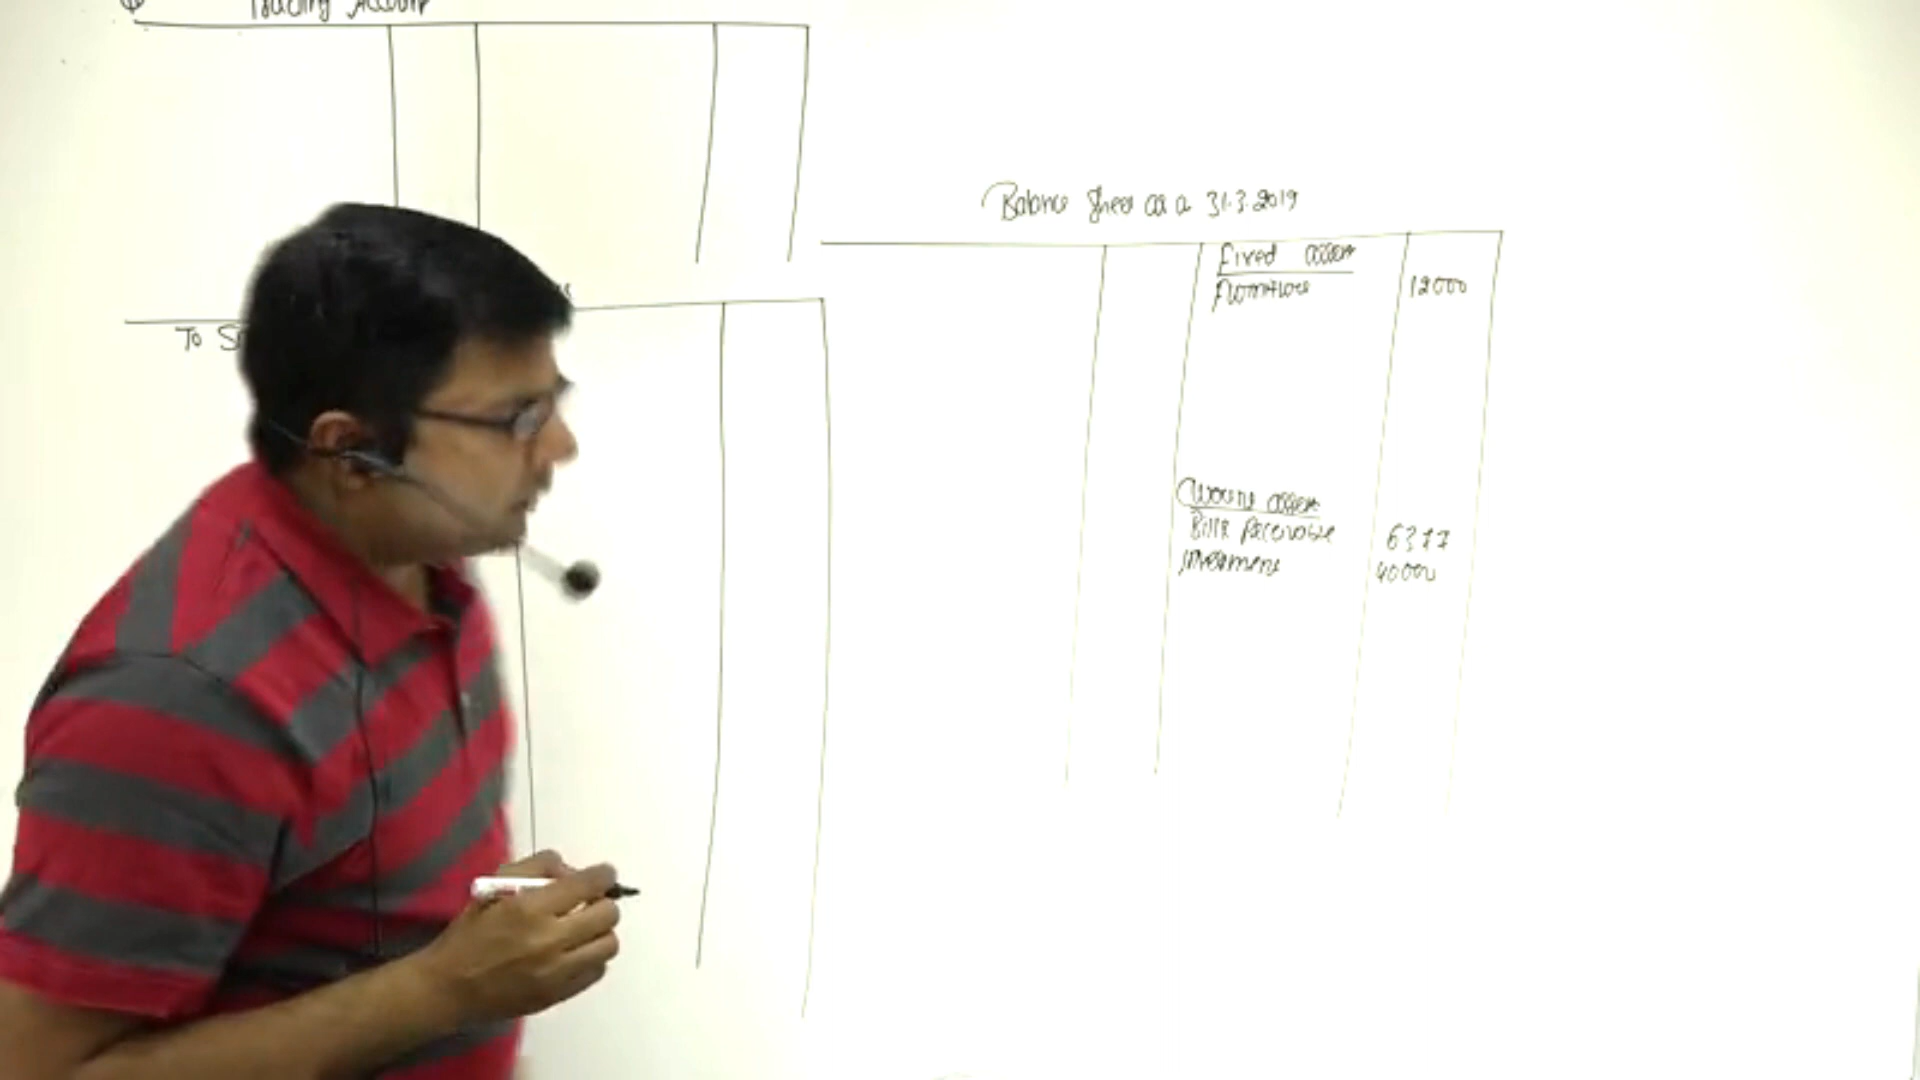 Trading Account
To S
Balance Sheet as a 31.3.2019
Fixed assets
Furniture 12000
Current assets
Bills Receivable 6377
Investment 40000